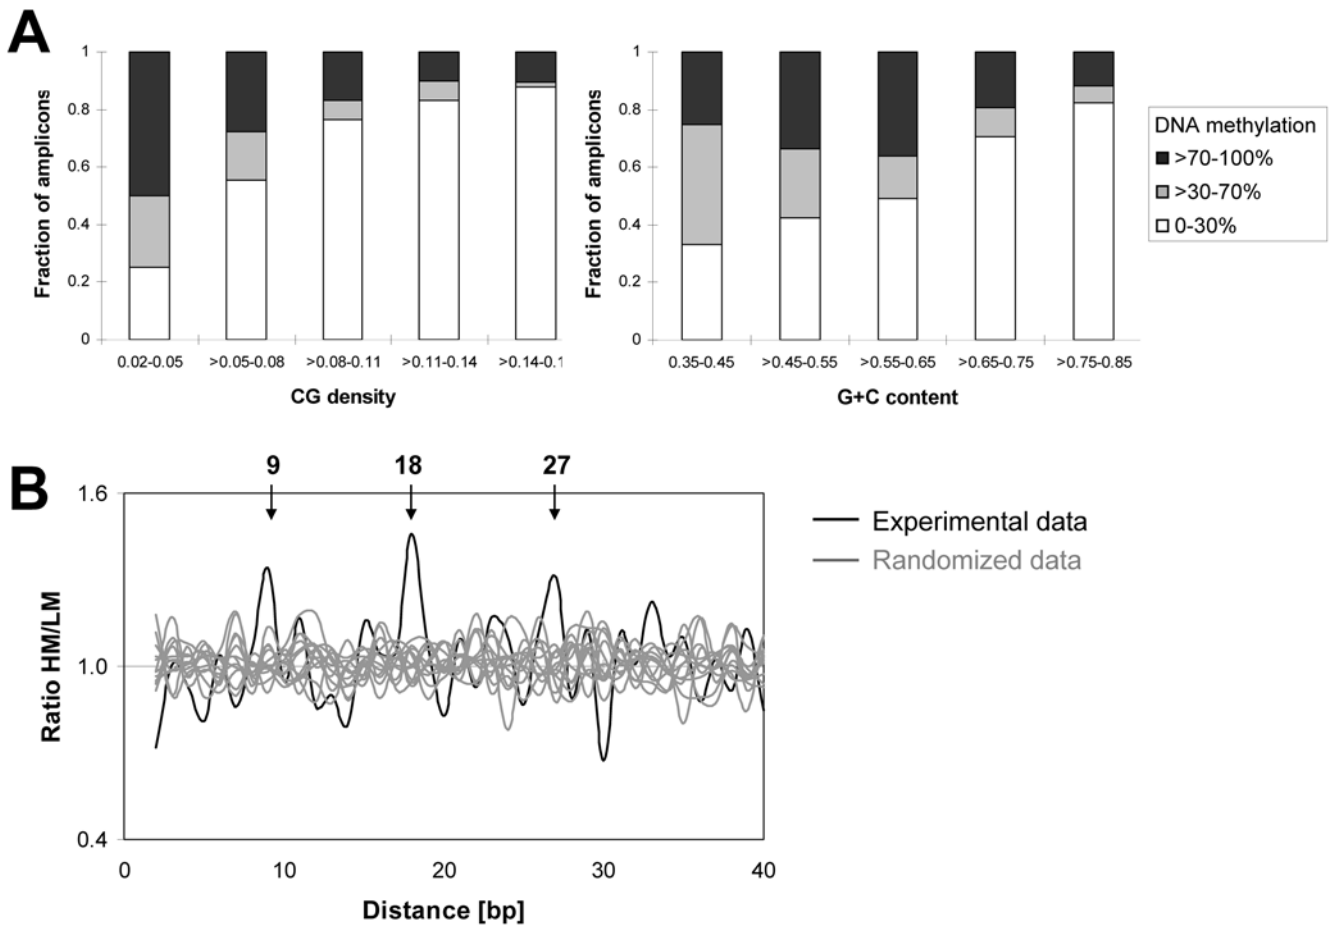 A
Fraction of amplicons
1
0.8
0.6
0.4
0.2
0
0.02-0.05 >0.05-0.08 >0.08-0.11 >0.11-0.14 >0.14-0.1
CG density
Fraction of amplicons
1
0.8
0.6
0.4
0.2
0
0.35-0.45 >0.45-0.55 >0.55-0.65 >0.65-0.75 >0.75-0.85
G+C content
DNA methylation
>70-100%
>30-70%
0-30%
B
9 18 27
Ratio HM/LM
1.6
1.0
0.4
0 10 20 30 40
Distance [bp]
Experimental data
Randomized data